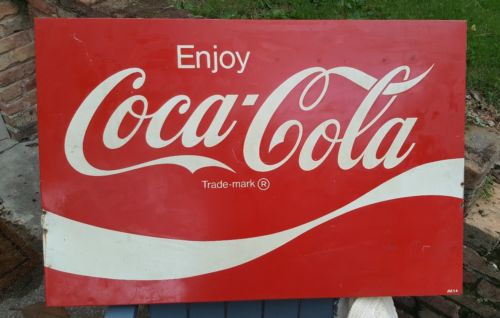 Enjoy
Coca-Cola
Trade-mark ®